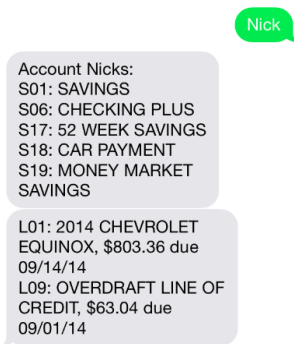 Nick
Account Nicks:
S01: SAVINGS
S06: CHECKING PLUS
S17: 52 WEEK SAVINGS
S18: CAR PAYMENT
S19: MONEY MARKET
SAVINGS
L01: 2014 CHEVROLET
EQUINOX, $803.36 due
09/14/14
L09: OVERDRAFT LINE OF
CREDIT, $63.04 due
09/01/14